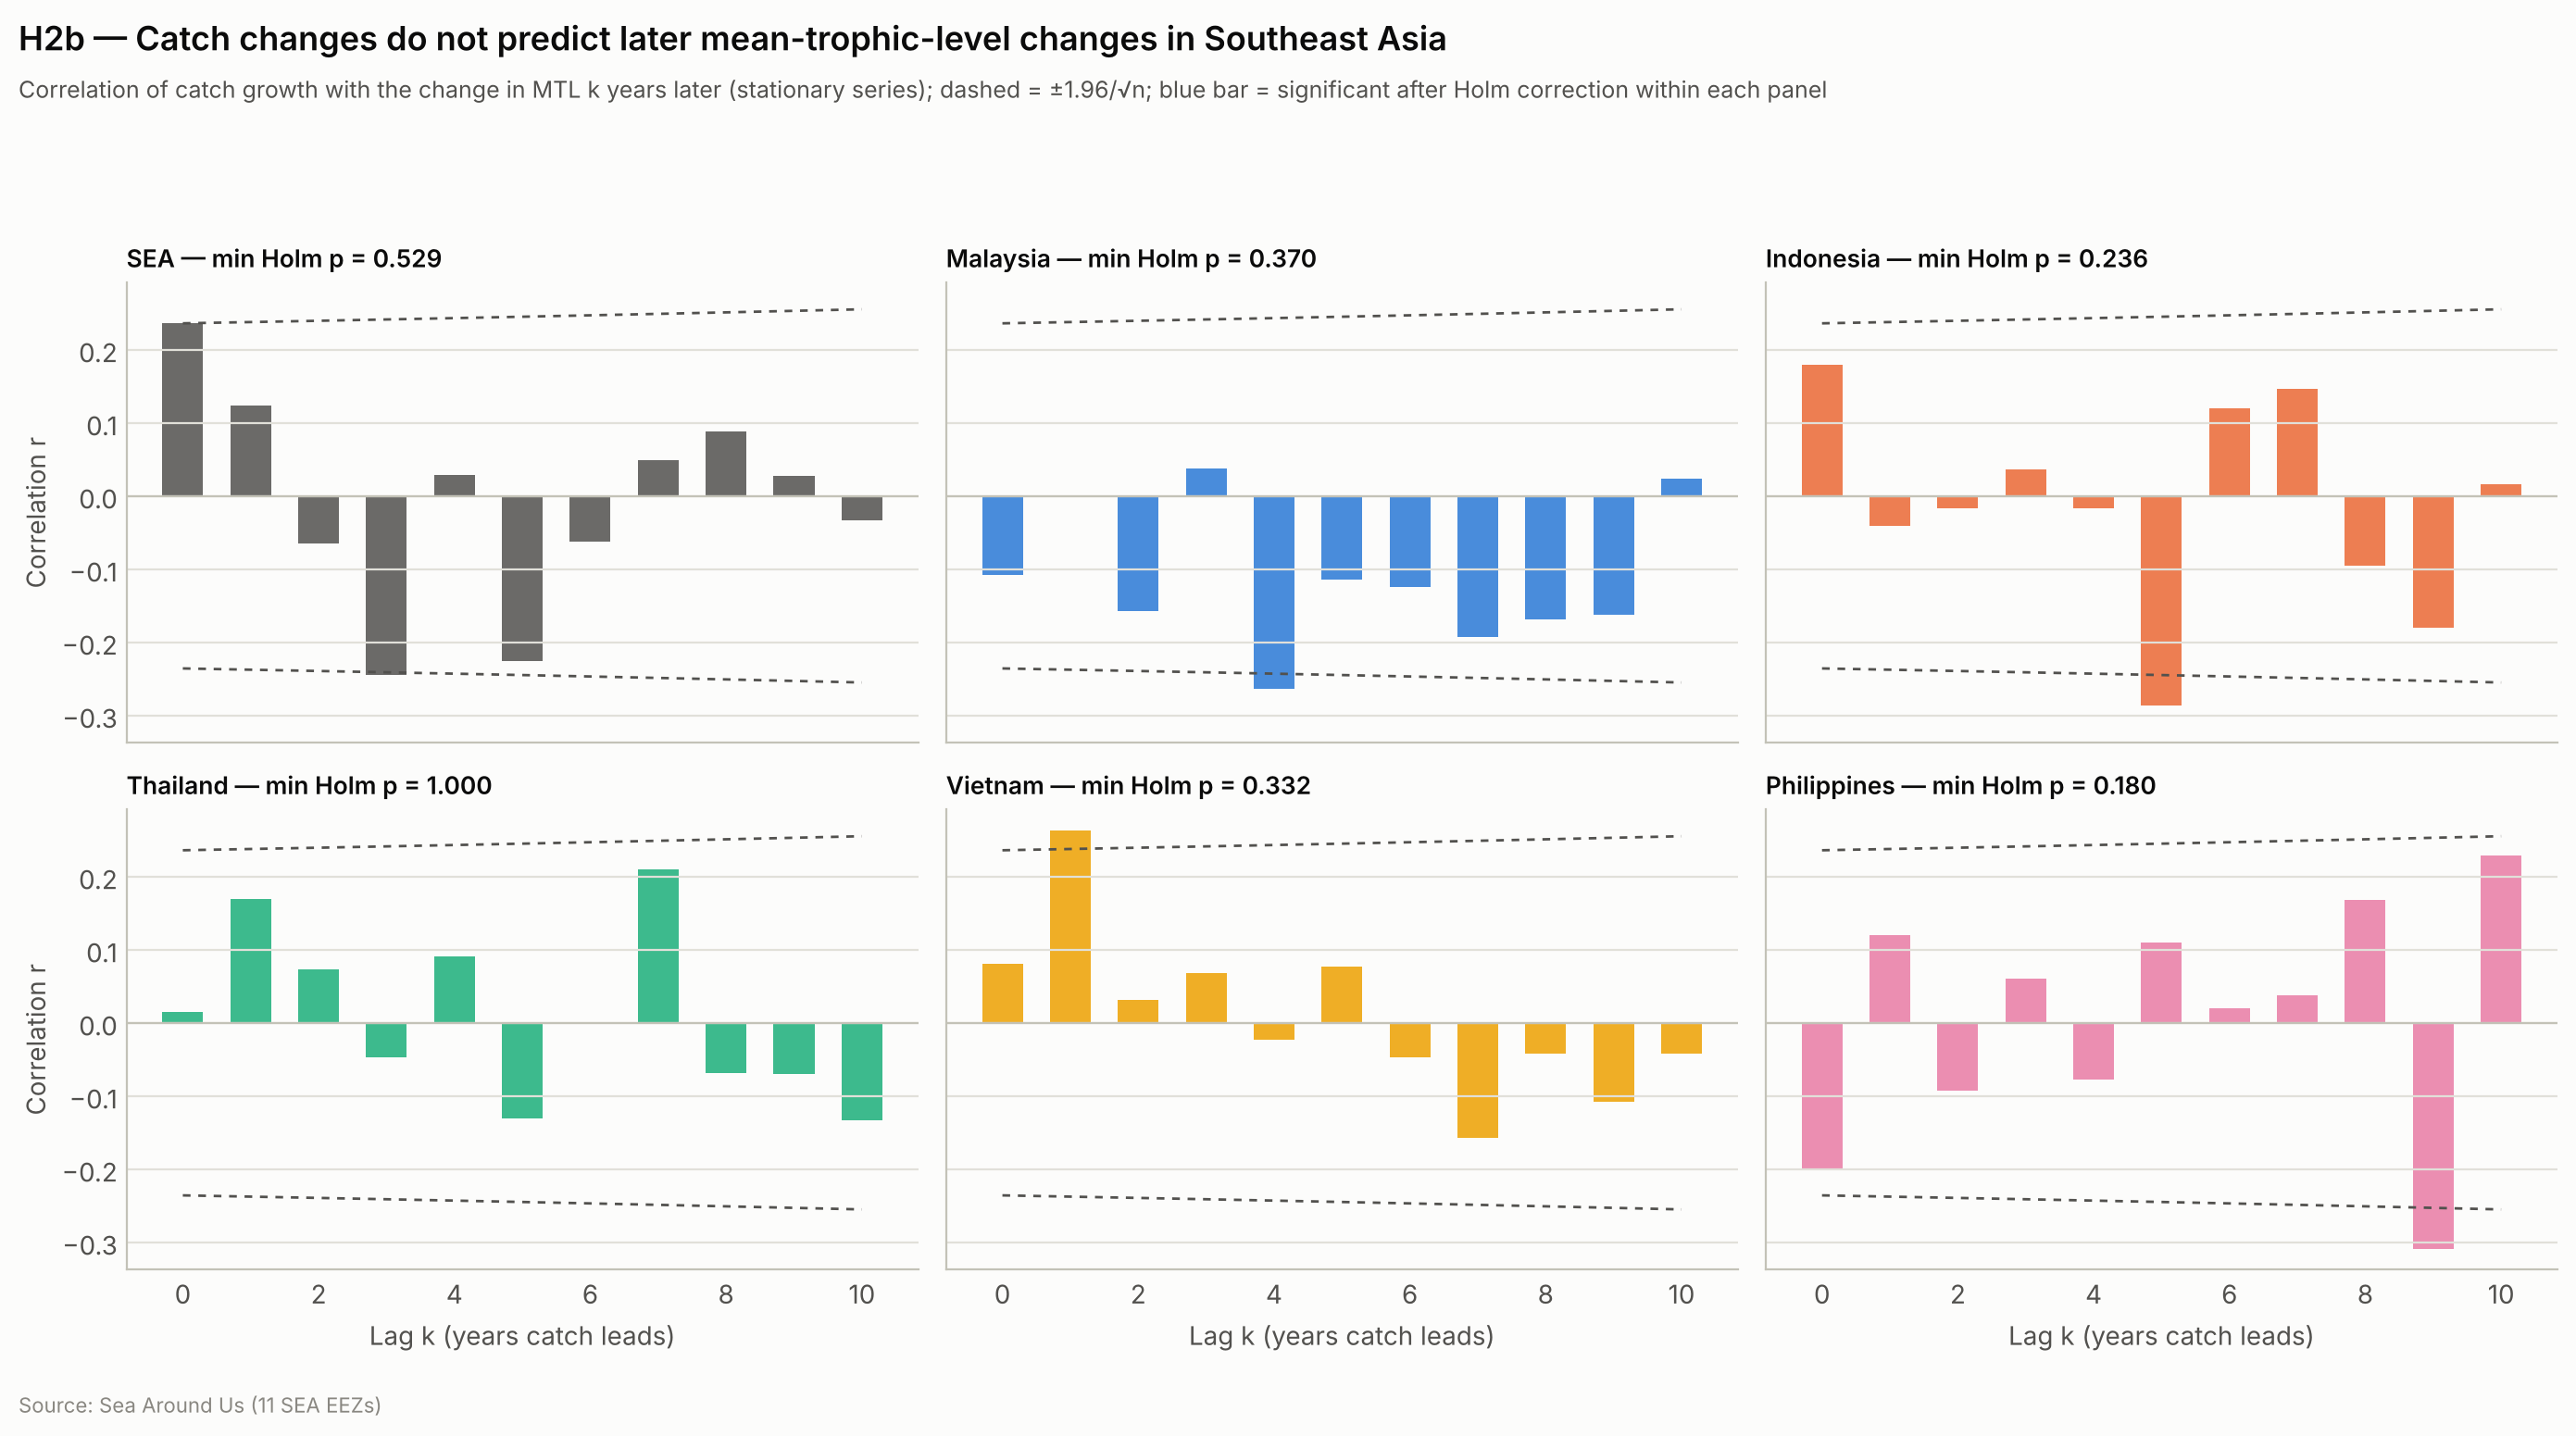 H2b — Catch changes do not predict later mean-trophic-level changes in Southeast Asia
Correlation of catch growth with the change in MTL k years later (stationary series); dashed = ±1.96/√n; blue bar = significant after Holm correction within each panel
SEA — min Holm p = 0.529
Malaysia — min Holm p = 0.370
Indonesia — min Holm p = 0.236
Correlation r
0.2
0.1
0.0
−0.1
−0.2
−0.3
Thailand — min Holm p = 1.000
Vietnam — min Holm p = 0.332
Philippines — min Holm p = 0.180
Correlation r
0.2
0.1
0.0
−0.1
−0.2
−0.3
0 2 4 6 8 10
0 2 4 6 8 10
0 2 4 6 8 10
Lag k (years catch leads)
Lag k (years catch leads)
Lag k (years catch leads)
Source: Sea Around Us (11 SEA EEZs)